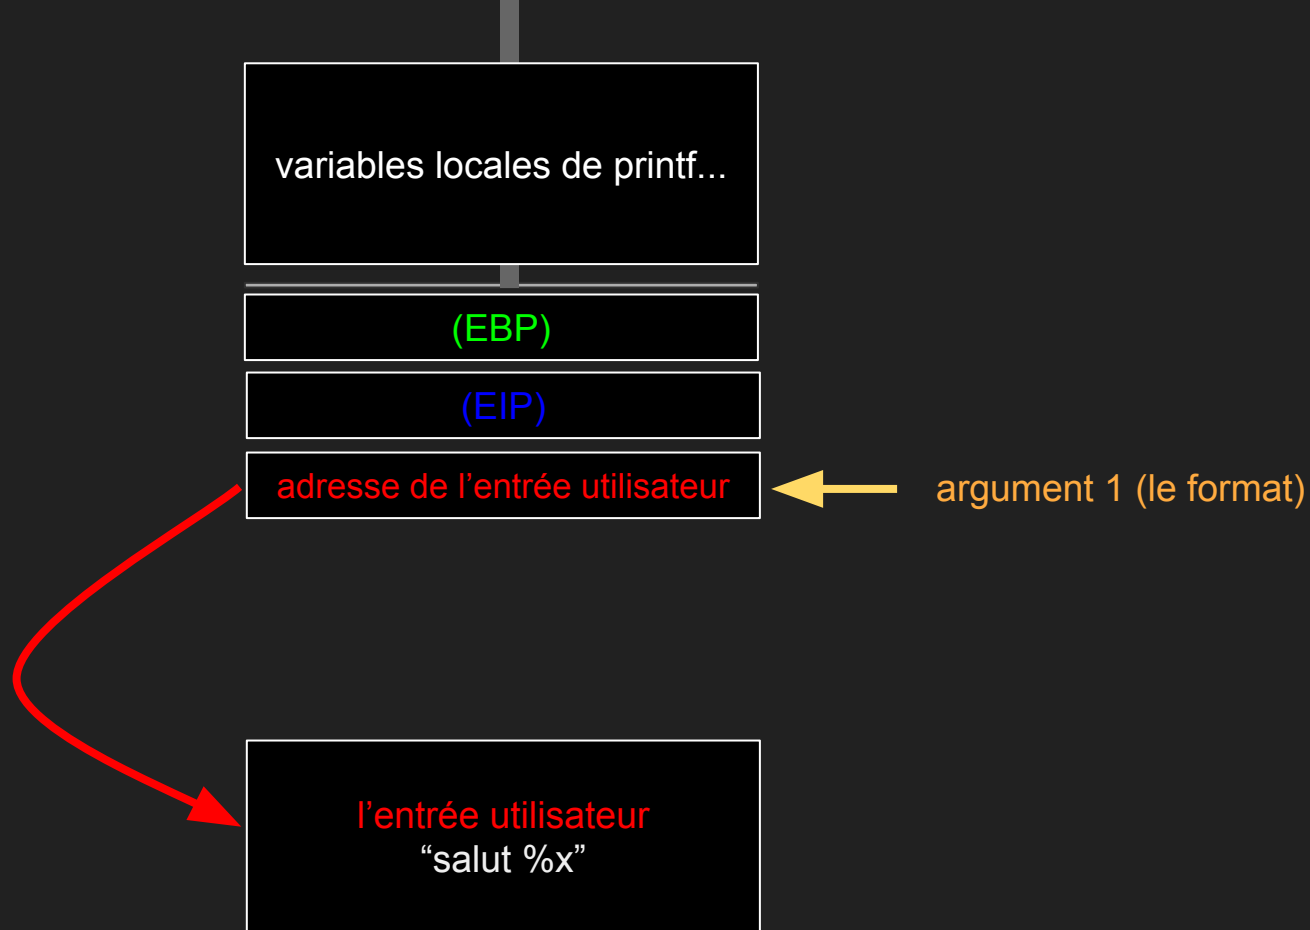 variables locales de printf...
(EBP)
(EIP)
adresse de l’entrée utilisateur
argument 1 (le format)
l’entrée utilisateur
“salut %x”